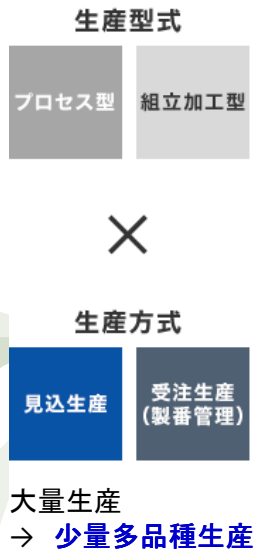 生産型式
プロセス型 組立加工型
×
生産方式
見込生産 受注生産
(製番管理)
大量生産
→ 少量多品種生産